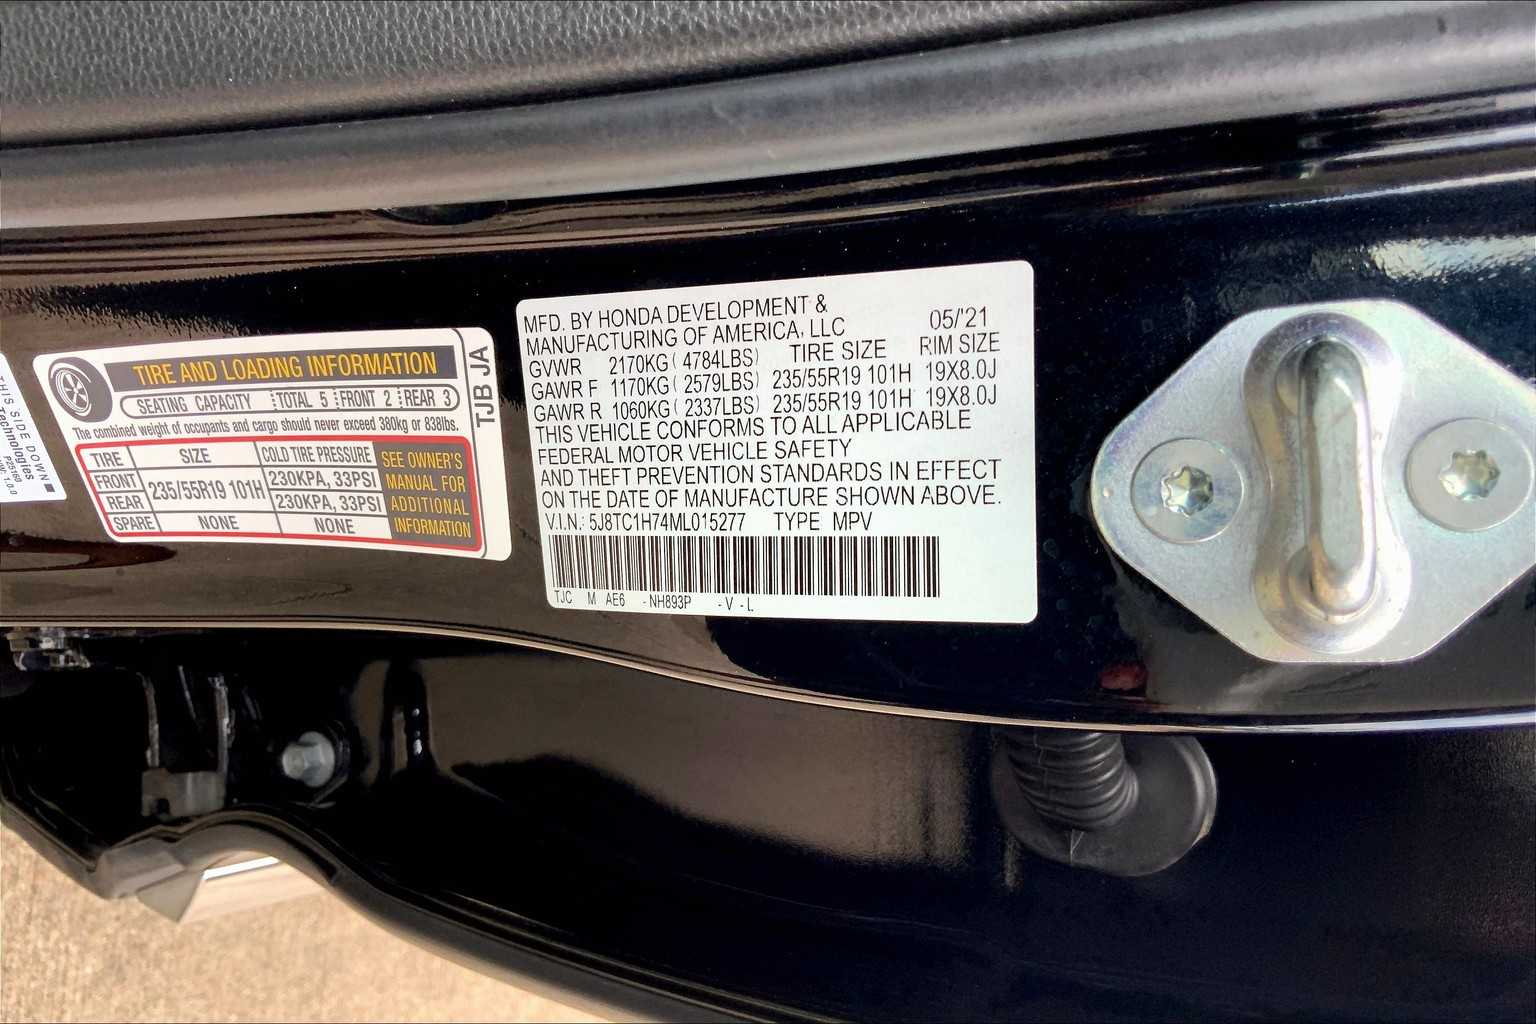 THIS SIDE DOWN
Technologies
TIRE AND LOADING INFORMATION
SEATING CAPACITY TOTAL 5 FRONT 2 REAR 3
The combined weight of occupants and cargo should never exceed 380kg or 838lbs.
TIRE SIZE COLD TIRE PRESSURE
FRONT 235/55R19 101H 230KPA, 33PSI
REAR 230KPA, 33PSI
SPARE NONE NONE
SEE OWNER'S
MANUAL FOR
ADDITIONAL
INFORMATION
TJB JA
MFD. BY HONDA DEVELOPMENT &
MANUFACTURING OF AMERICA, LLC 05/'21
GVWR 2170KG ( 4784LBS) TIRE SIZE RIM SIZE
GAWR F 1170KG ( 2579LBS) 235/55R19 101H 19X8.0J
GAWR R 1060KG ( 2337LBS) 235/55R19 101H 19X8.0J
THIS VEHICLE CONFORMS TO ALL APPLICABLE
FEDERAL MOTOR VEHICLE SAFETY
AND THEFT PREVENTION STANDARDS IN EFFECT
ON THE DATE OF MANUFACTURE SHOWN ABOVE.
V.I.N.: 5J8TC1H74ML015277 TYPE MPV
TJC M AE6 - NH893P - V - L